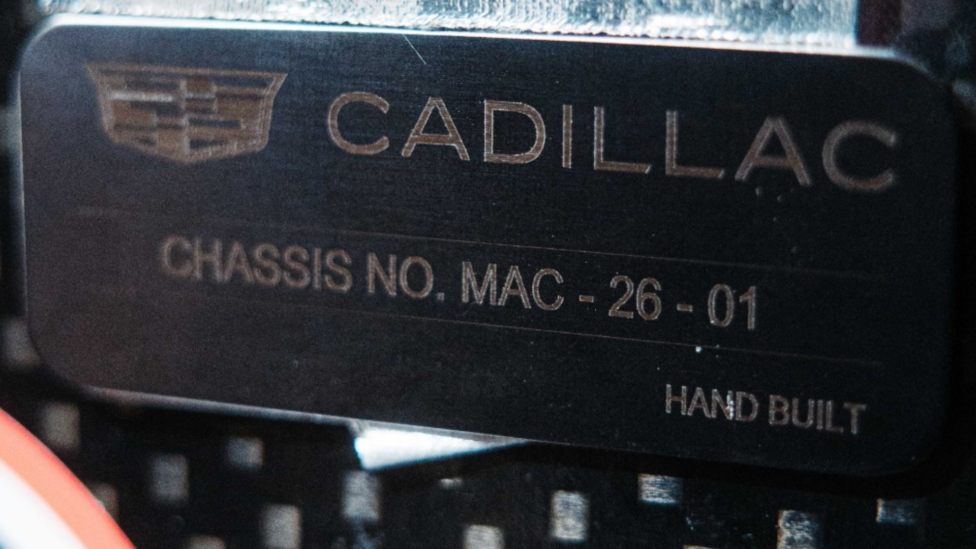 CADILLAC
CHASSIS NO. MAC - 26 - 01
HAND BUILT